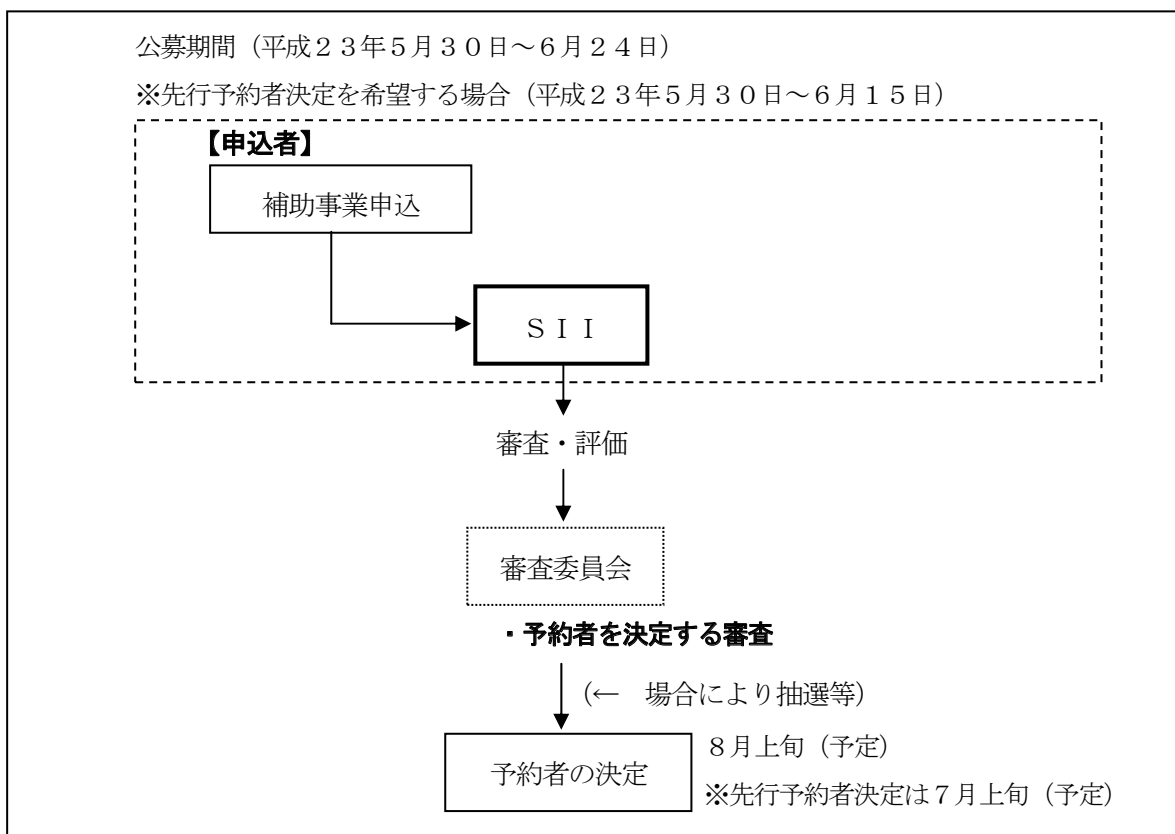 公募期間（平成２３年５月３０日～６月２４日）
※先行予約者決定を希望する場合（平成２３年５月３０日～６月１５日）
【申込者】
補助事業申込
ＳＩＩ
審査・評価
審査委員会
・予約者を決定する審査
（←　場合により抽選等）
予約者の決定
８月上旬（予定）
※先行予約者決定は７月上旬（予定）